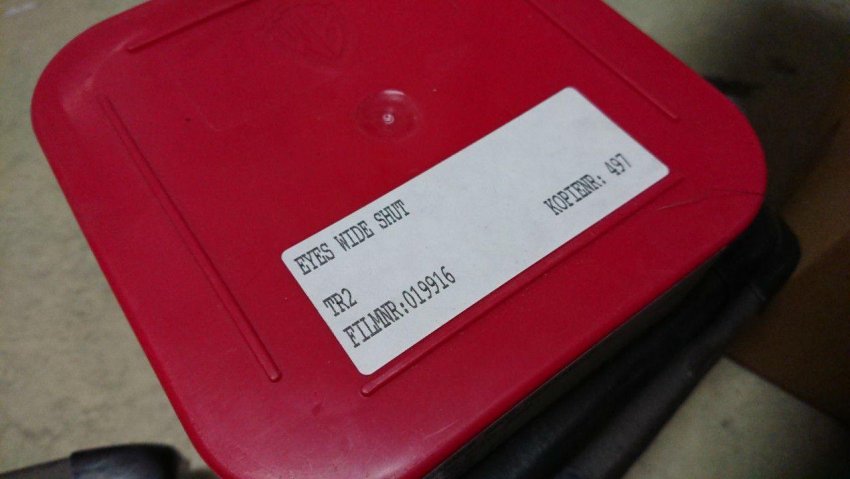 EYES WIDE SHUT
TR2
FILMNR:019916
KOPIENR: 497